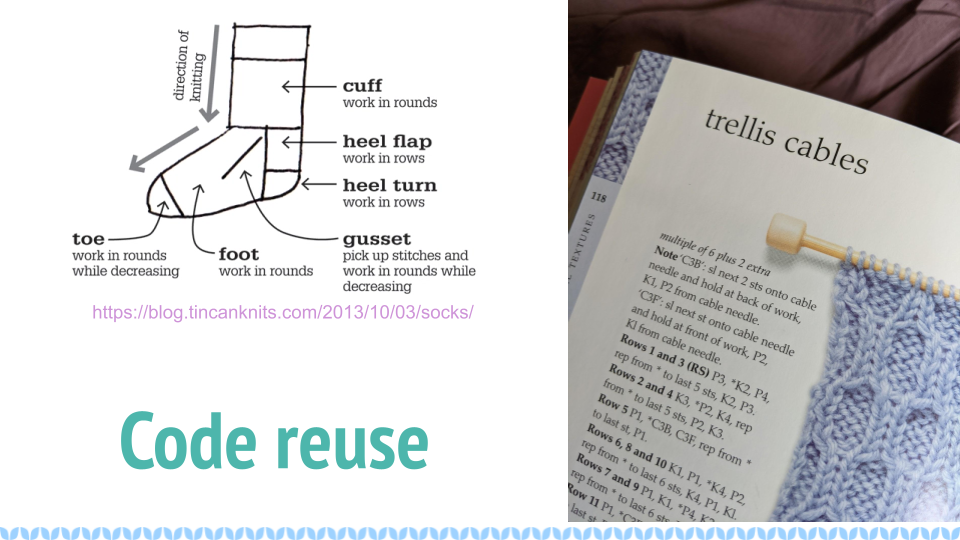 direction of
knitting
cuff
work in rounds
heel flap
work in rows
heel turn
work in rows
toe
work in rounds
while decreasing
foot
work in rounds
gusset
pick up stitches and
work in rounds while
decreasing
https://blog.tincanknits.com/2013/10/03/socks/
Code reuse
trellis cables
118
TEXTURES
multiple of 6 plus 2 extra
Note 'C3B': sl next 2 sts onto cable
needle and hold at back of work,
K1, P2 from cable needle.
'C3F': sl next st onto cable needle
and hold at front of work, P2,
Kl from cable needle.
Rows 1 and 3 (RS) P3, *K2, P4,
rep from * to last 5 sts, K2, P3.
Rows 2 and 4 K3, *P2, K4, rep
from * to last 5 sts, P2, K3.
Row 5 P1, *C3B, C3F, rep from *
to last st, P1.
Rows 6, 8 and 10 K1, P1, *K4, P2,
rep from * to last 6 sts, K4, P1, K1.
Rows 7 and 9 P1, K1, *P4, K2
rep from * to last 6 sts
Row 11 P1,
last st,